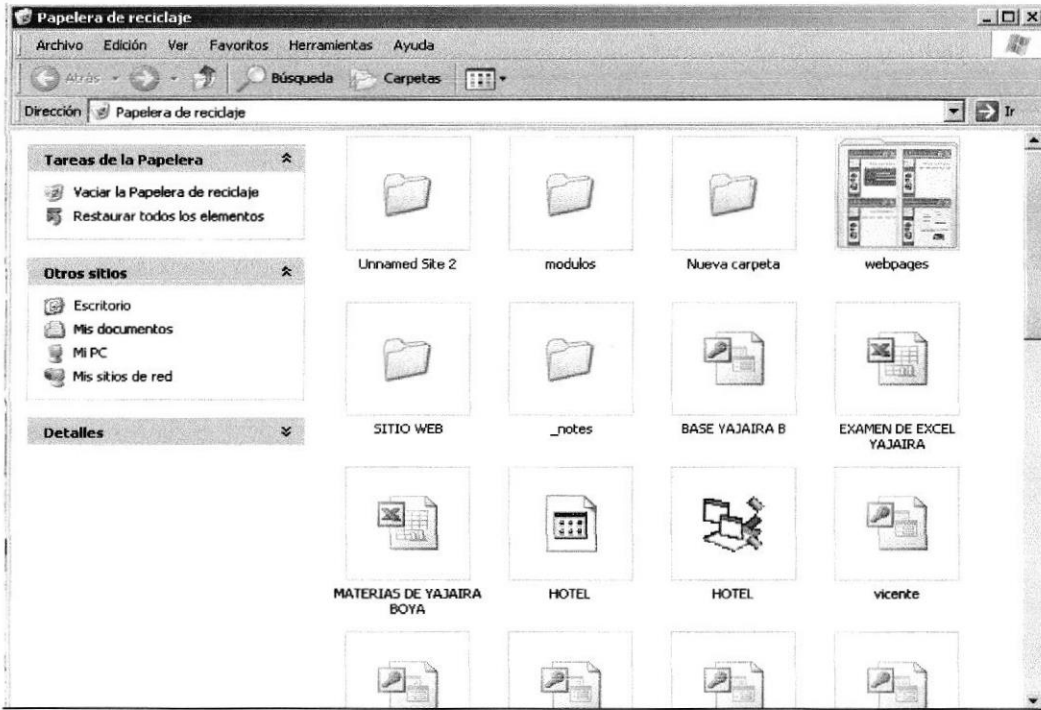 Papelera de reciclaje
Archivo Edición Ver Favoritos Herramientas Ayuda
Atrás Búsqueda Carpetas
Dirección Papelera de reciclaje Ir
Tareas de la Papelera
Vaciar la Papelera de reciclaje
Restaurar todos los elementos
Otros sitios
Escritorio
Mis documentos
Mi PC
Mis sitios de red
Detalles
Unnamed Site 2 modulos Nueva carpeta webpages
SITIO WEB _notes BASE YAJAIRA B EXAMEN DE EXCEL YAJAIRA
MATERIAS DE YAJAIRA BOYA HOTEL HOTEL vicente